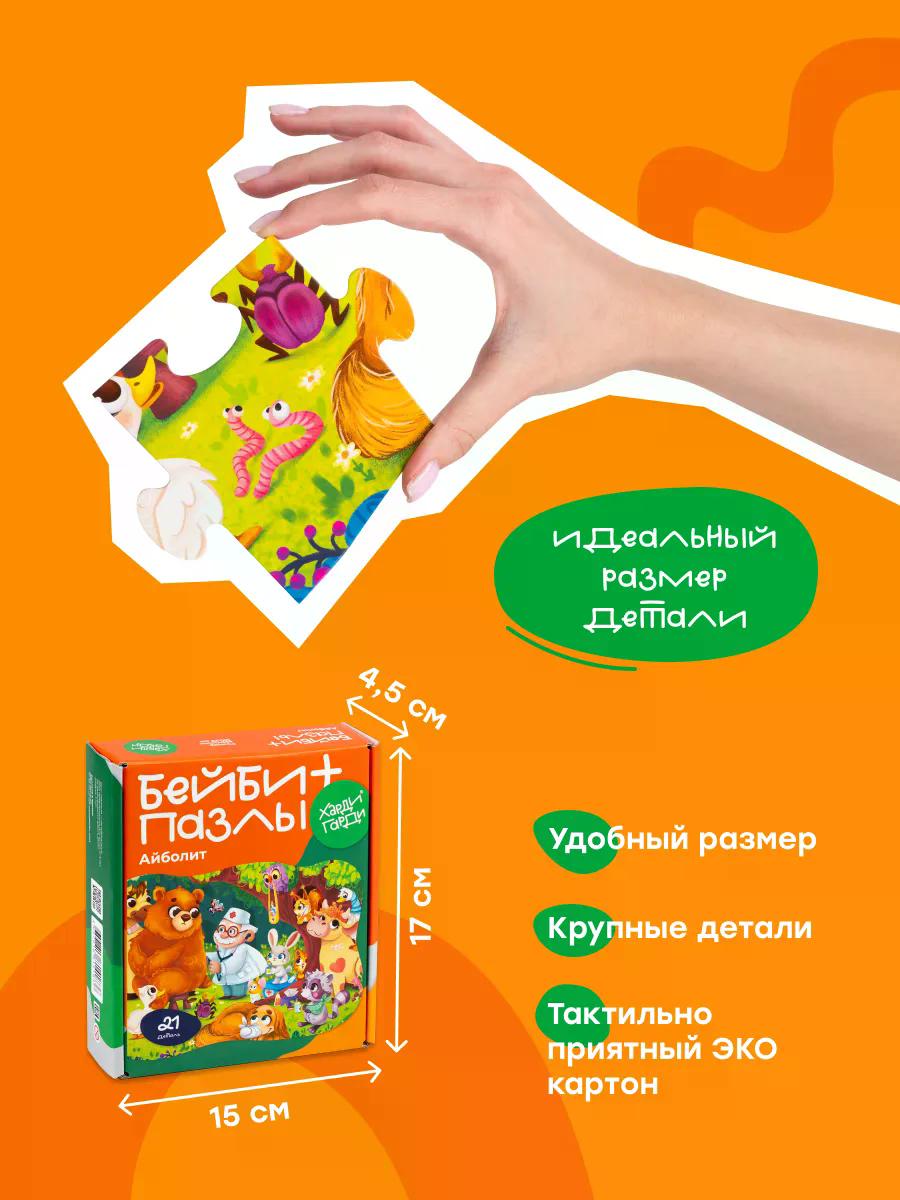 идеальный
размер
детали
4,5 см
Бейби+
пазлы
Айболит
Харди
Гарди
21
деталь
17 см
15 см
Удобный размер
Крупные детали
Тактильно
приятный ЭКО
картон